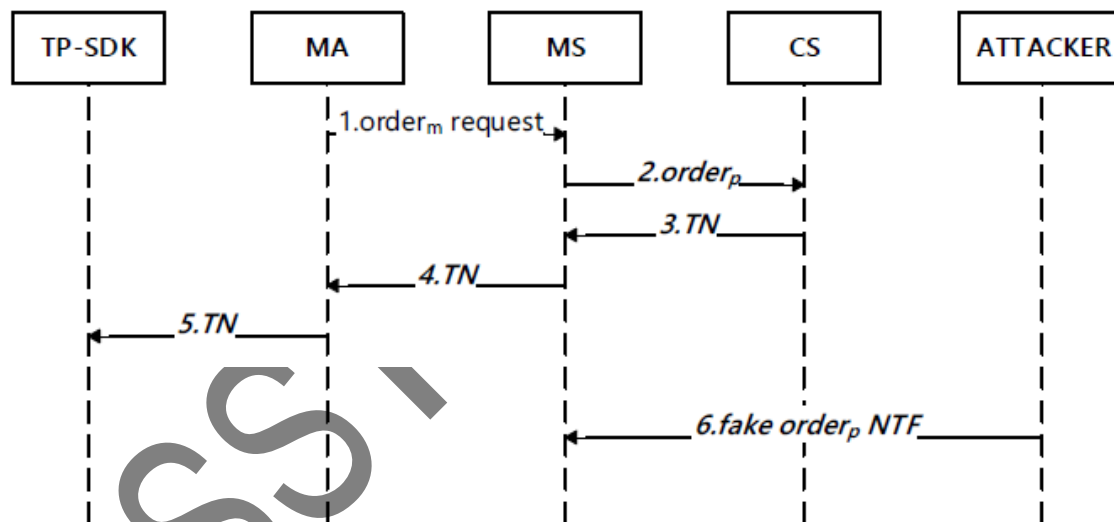 TP-SDK MA MS CS ATTACKER
1.orderₘ request
2.orderₚ
3.TN
4.TN
5.TN
6.fake orderₚ NTF